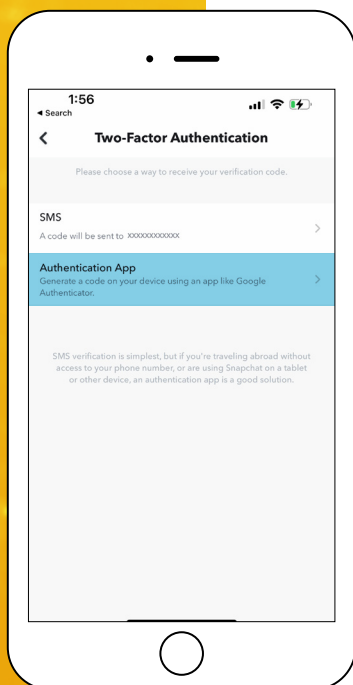 1:56
◀ Search
Two-Factor Authentication
Please choose a way to receive your verification code.
SMS
A code will be sent to xxxxxxxxxxxx
Authentication App
Generate a code on your device using an app like Google
Authenticator.
SMS verification is simplest, but if you're traveling abroad without
access to your phone number, or are using Snapchat on a tablet
or other device, an authentication app is a good solution.